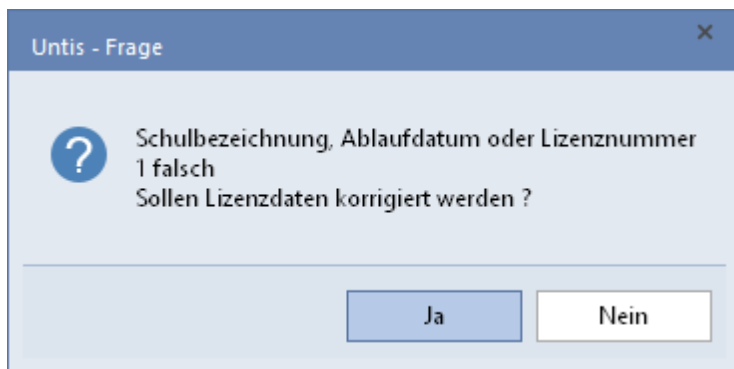 Untis - Frage
Schulbezeichnung, Ablaufdatum oder Lizenznummer
1 falsch
Sollen Lizenzdaten korrigiert werden ?
Ja
Nein